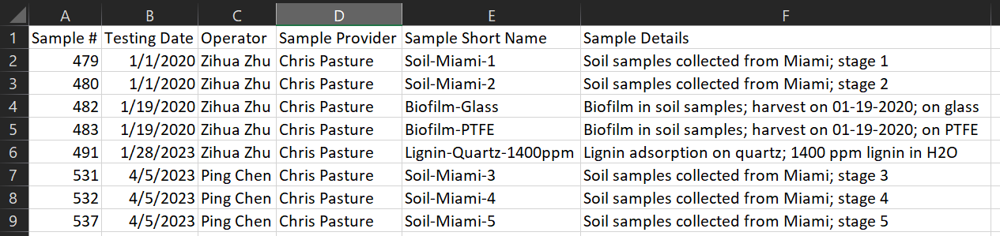 A B C D E F
1 Sample # Testing Date Operator Sample Provider Sample Short Name Sample Details
2 479 1/1/2020 Zihua Zhu Chris Pasture Soil-Miami-1 Soil samples collected from Miami; stage 1
3 480 1/1/2020 Zihua Zhu Chris Pasture Soil-Miami-2 Soil samples collected from Miami; stage 2
4 482 1/19/2020 Zihua Zhu Chris Pasture Biofilm-Glass Biofilm in soil samples; harvest on 01-19-2020; on glass
5 483 1/19/2020 Zihua Zhu Chris Pasture Biofilm-PTFE Biofilm in soil samples; harvest on 01-19-2020; on PTFE
6 491 1/28/2023 Zihua Zhu Chris Pasture Lignin-Quartz-1400ppm Lignin adsorption on quartz; 1400 ppm lignin in H2O
7 531 4/5/2023 Ping Chen Chris Pasture Soil-Miami-3 Soil samples collected from Miami; stage 3
8 532 4/5/2023 Ping Chen Chris Pasture Soil-Miami-4 Soil samples collected from Miami; stage 4
9 537 4/5/2023 Ping Chen Chris Pasture Soil-Miami-5 Soil samples collected from Miami; stage 5